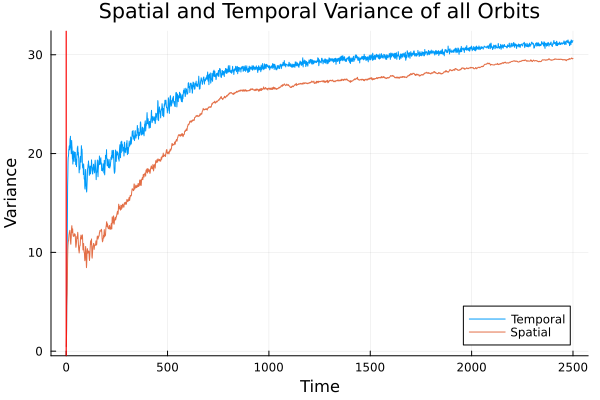 Spatial and Temporal Variance of all Orbits
30
20
10
0
Variance
Temporal
Spatial
0 500 1000 1500 2000 2500
Time